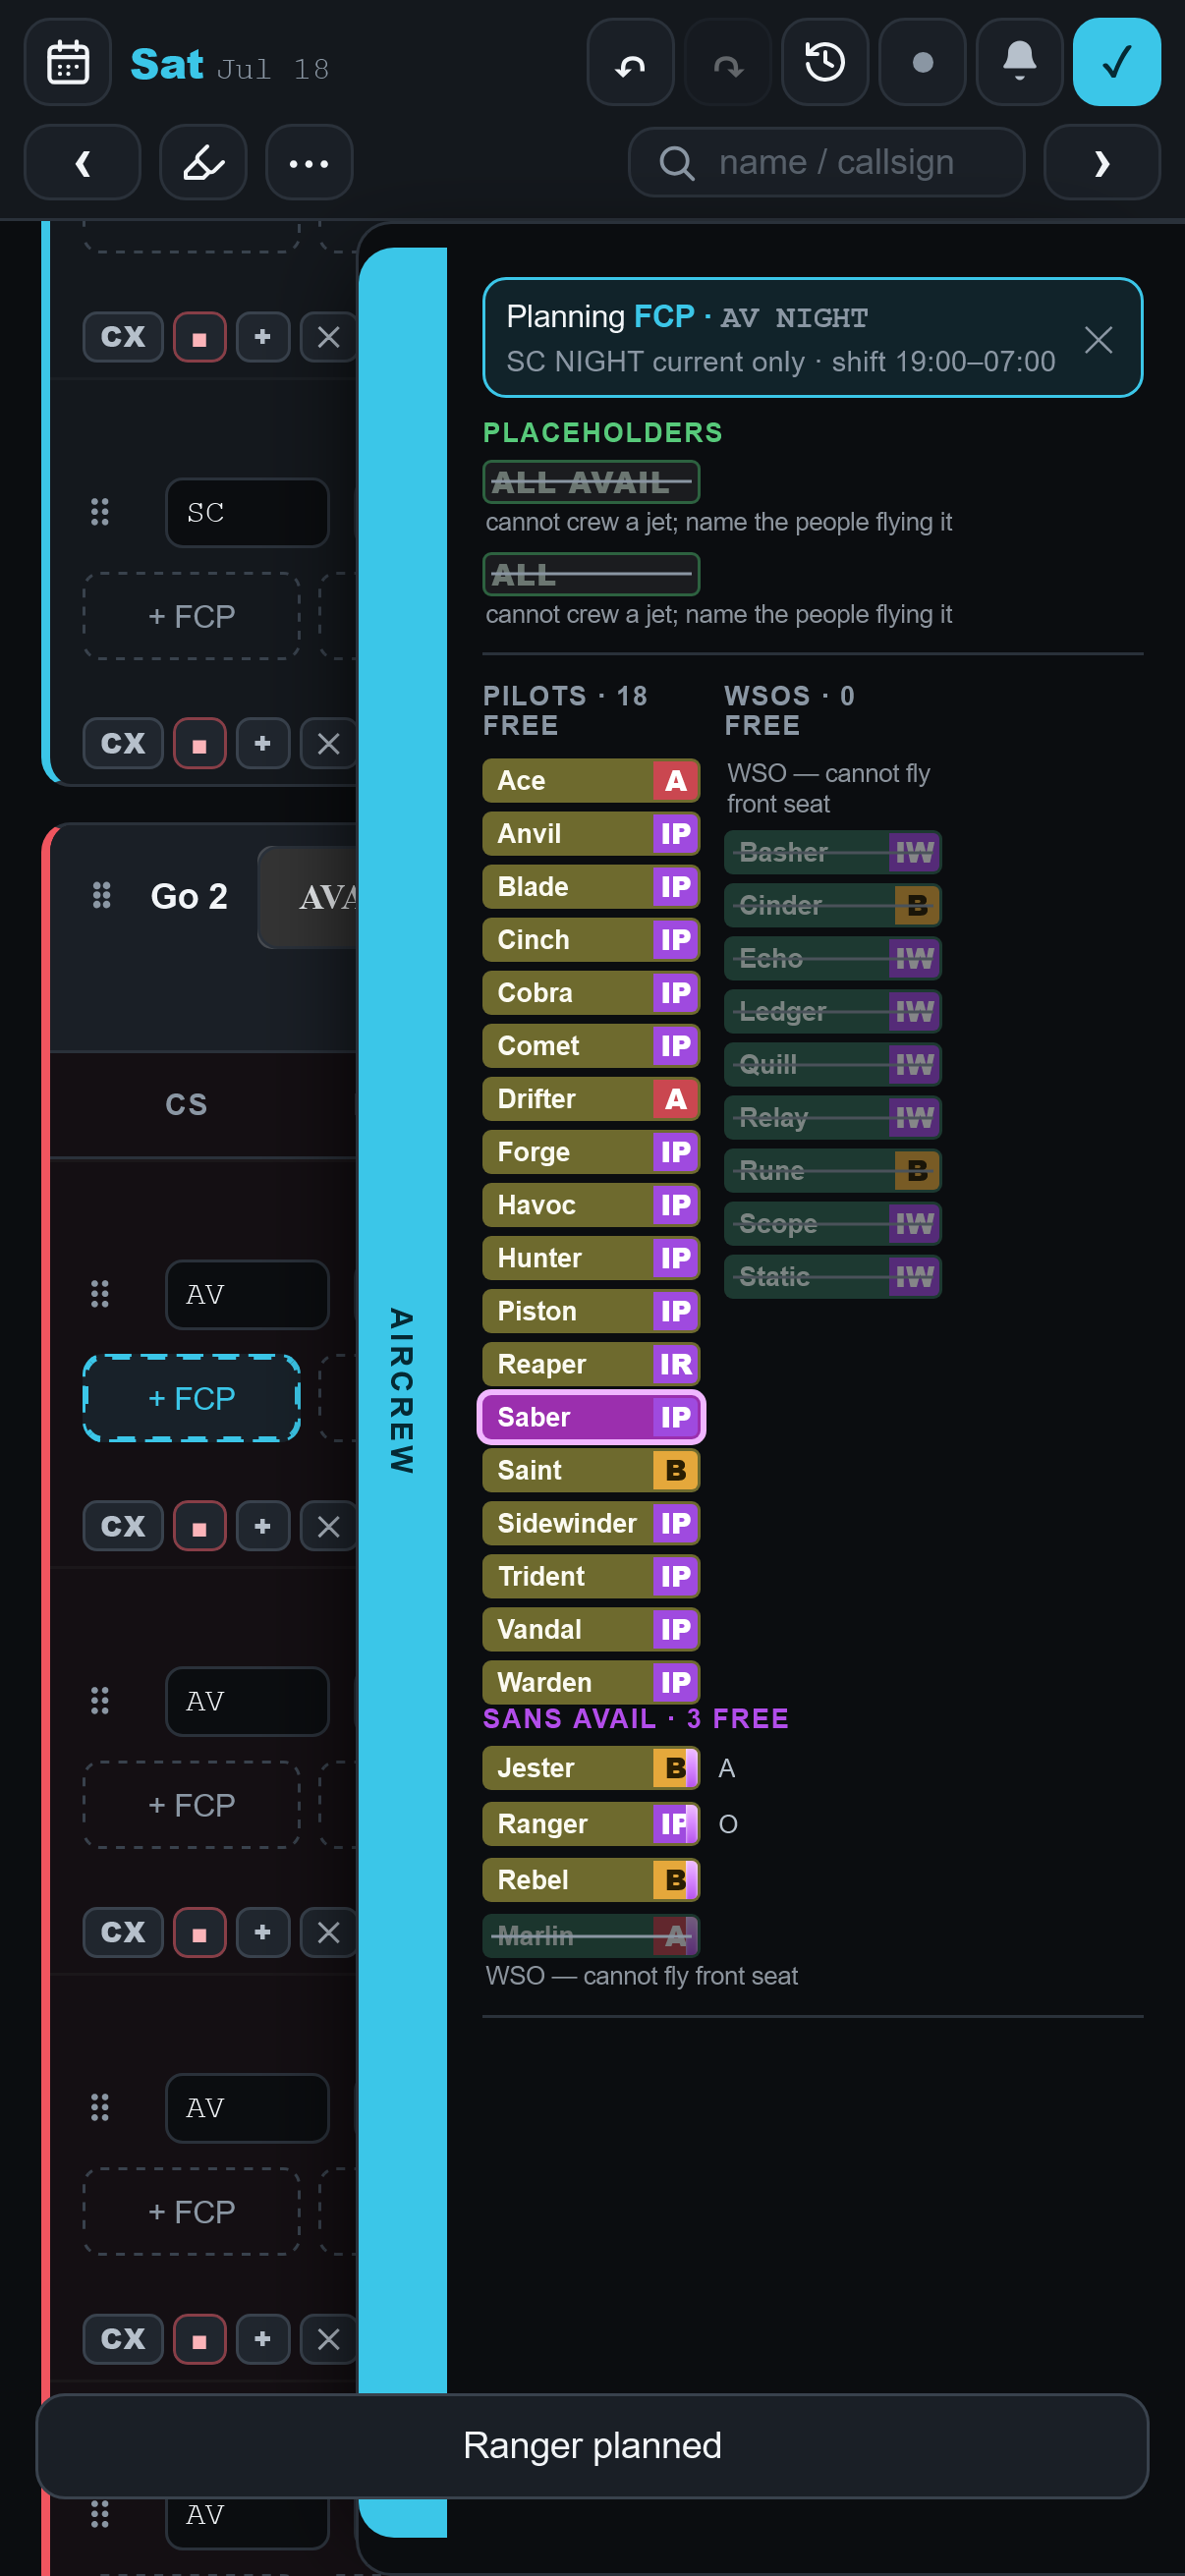 Sat Jul 18
name / callsign
Planning FCP · AV NIGHT
SC NIGHT current only · shift 19:00–07:00
PLACEHOLDERS
ALL AVAIL
cannot crew a jet; name the people flying it
ALL
cannot crew a jet; name the people flying it
PILOTS · 18 FREE
Ace A
Anvil IP
Blade IP
Cinch IP
Cobra IP
Comet IP
Drifter A
Forge IP
Havoc IP
Hunter IP
Piston IP
Reaper IR
Saber IP
Saint B
Sidewinder IP
Trident IP
Vandal IP
Warden IP
WSOS · 0 FREE
WSO — cannot fly
front seat
Basher IW
Cinder B
Echo IW
Ledger IW
Quill IW
Relay IW
Rune B
Scope IW
Static IW
SANS AVAIL · 3 FREE
Jester B A
Ranger IP O
Rebel B
Marlin A
WSO — cannot fly front seat
AIRCREW
CX +
SC
+ FCP
CX +
Go 2
CS
AV
+ FCP
CX +
AV
+ FCP
CX +
AV
+ FCP
CX +
Ranger planned
AV